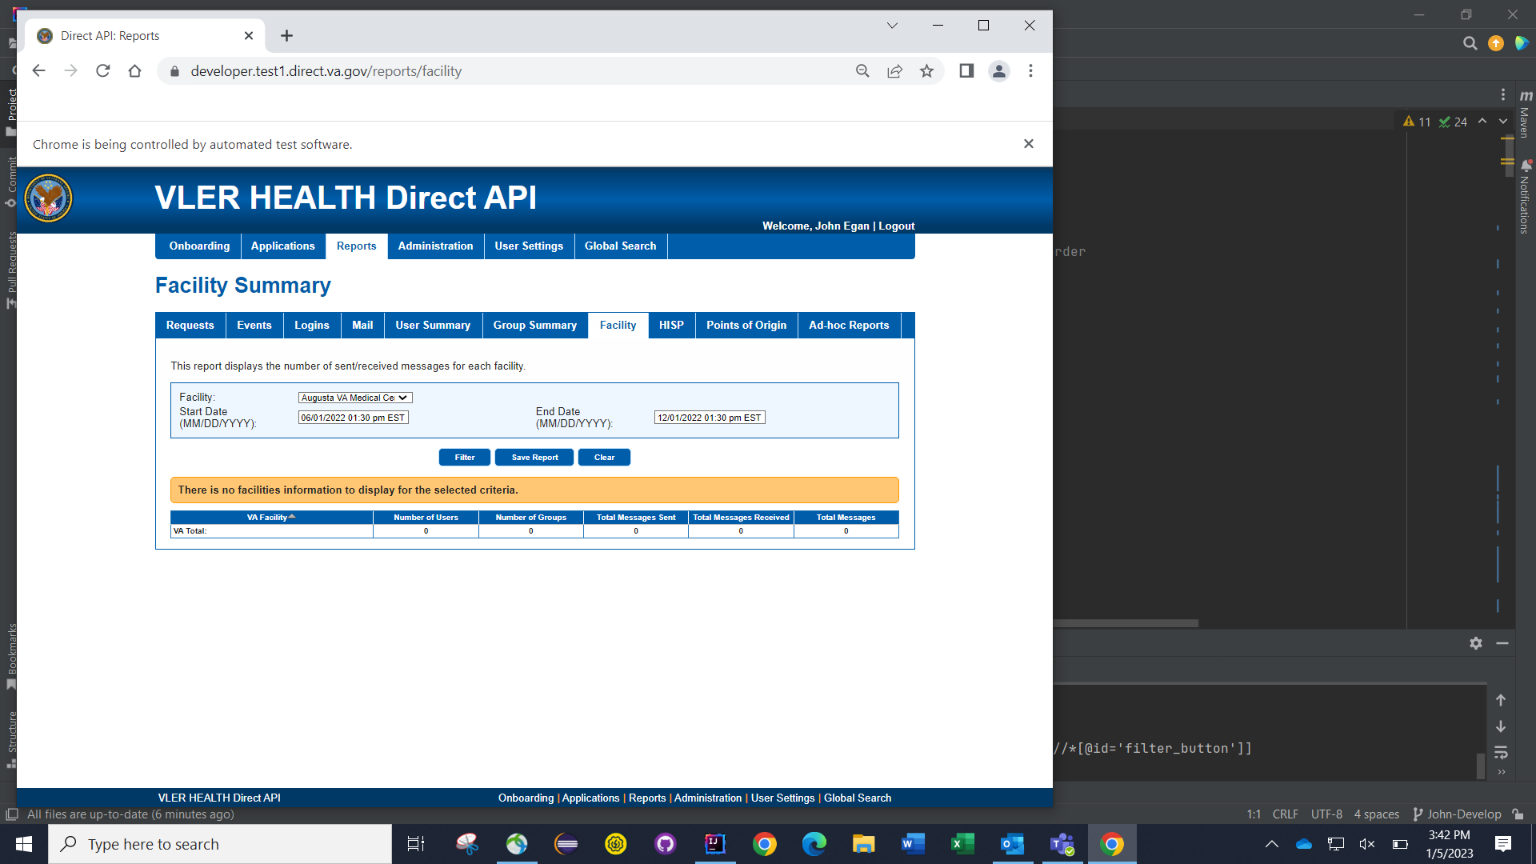 Direct API: Reports
developer.test1.direct.va.gov/reports/facility
Chrome is being controlled by automated test software.
VLER HEALTH Direct API
Welcome, John Egan | Logout
Onboarding Applications Reports Administration User Settings Global Search
Facility Summary
Requests Events Logins Mail User Summary Group Summary Facility HISP Points of Origin Ad-hoc Reports
This report displays the number of sent/received messages for each facility.
Facility: Augusta VA Medical Ce
Start Date
(MM/DD/YYYY): 06/01/2022 01:30 pm EST
End Date
(MM/DD/YYYY): 12/01/2022 01:30 pm EST
Filter Save Report Clear
There is no facilities information to display for the selected criteria.
VA Facility Number of Users Number of Groups Total Messages Sent Total Messages Received Total Messages
VA Total: 0 0 0 0 0
VLER HEALTH Direct API Onboarding | Applications | Reports | Administration | User Settings | Global Search
Project
Commit
Pull Requests
Bookmarks
Structure
11 24
m
Maven
Notifications
rder
//*[@id='filter_button']]
All files are up-to-date (6 minutes ago)
1:1 CRLF UTF-8 4 spaces John-Develop
Type here to search
3:42 PM
1/5/2023